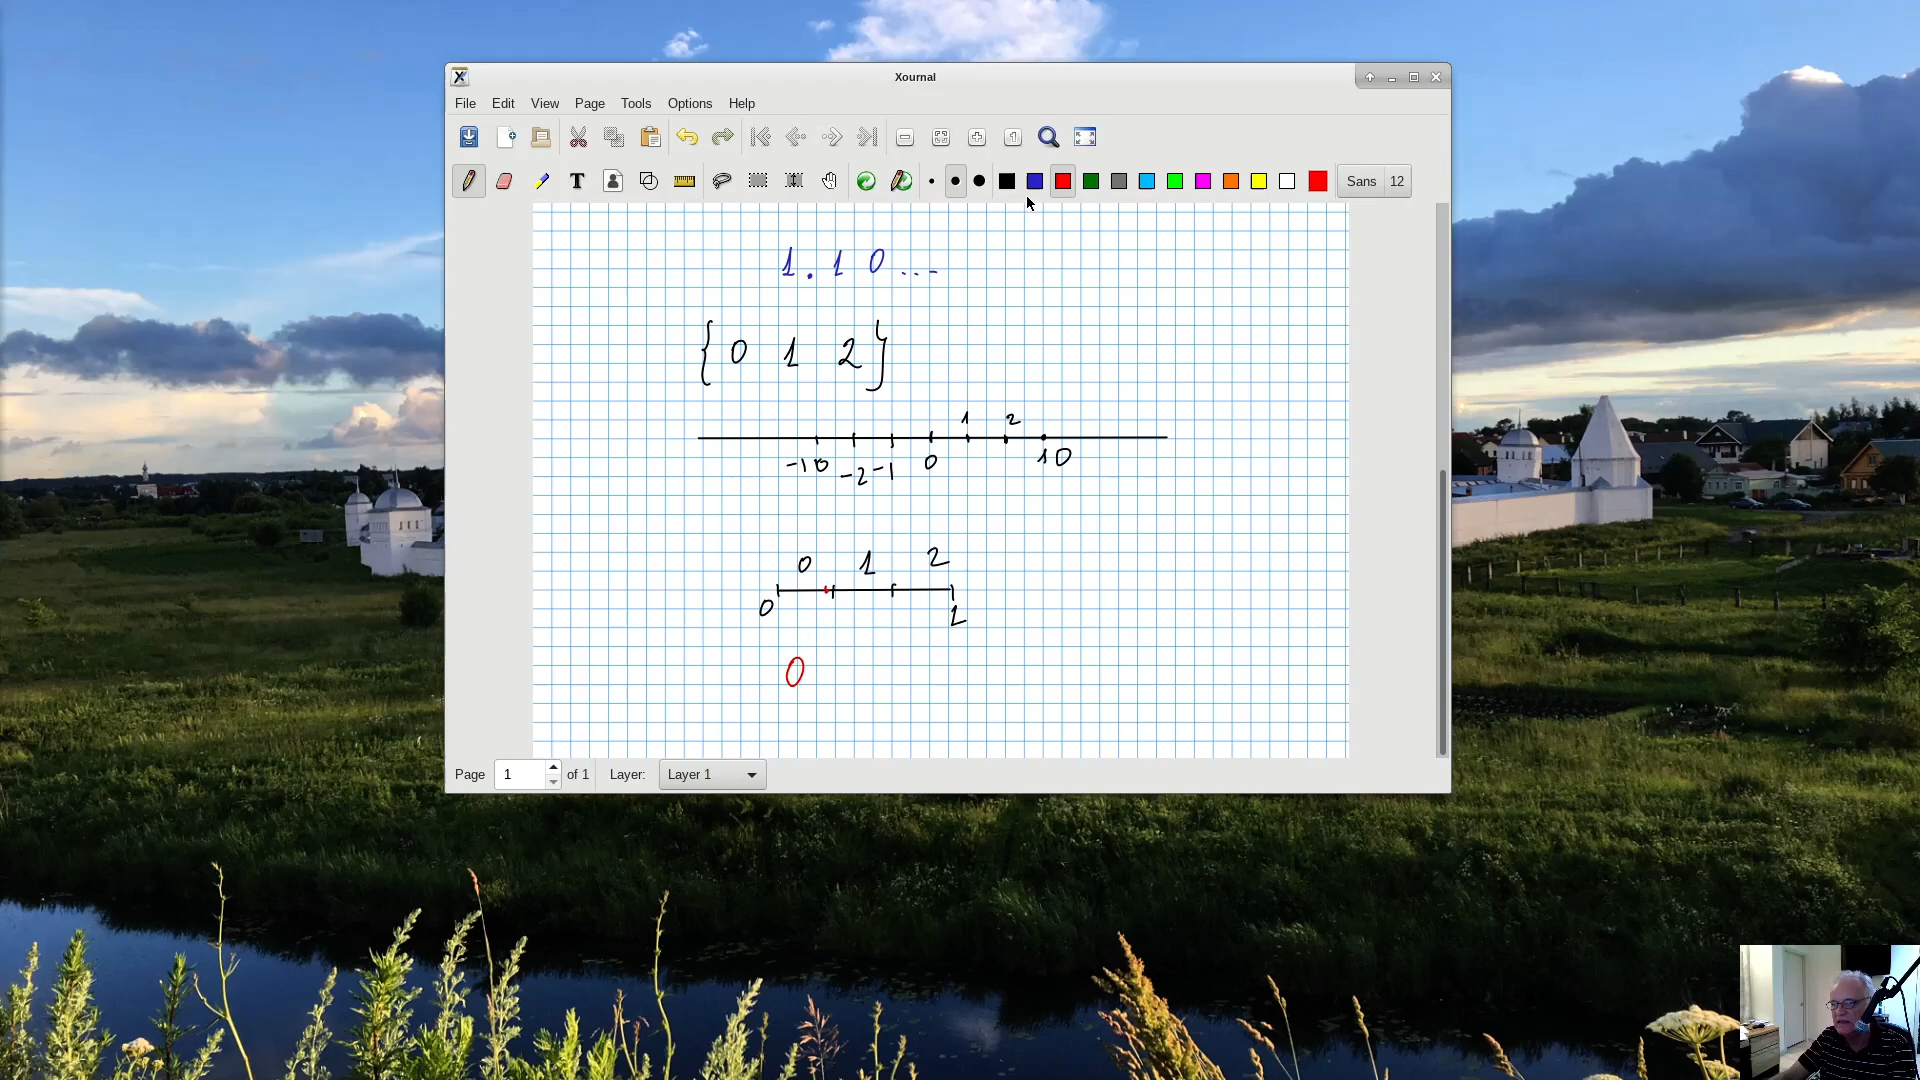 Xournal
File Edit View Page Tools Options Help
T Sans 12
1.10...
{ 0 1 2 }
1 2
-10 -2 -1 0 10
0 1 2
0 1
0
Page 1 of 1 Layer: Layer 1